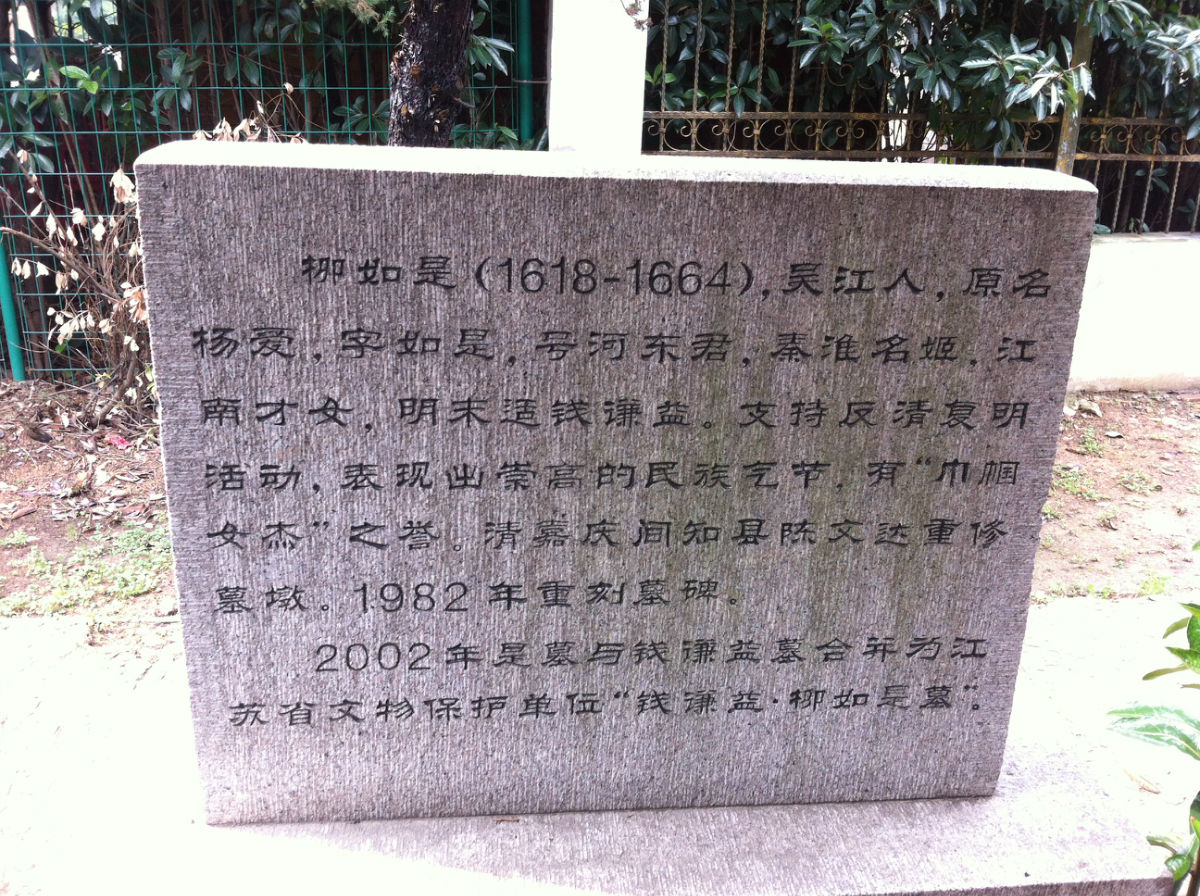 柳如是(1618-1664),吴江人,原名
杨爱,字如是,号河东君,秦淮名姬,江
南才女,明末适钱谦益。支持反清复明
活动,表现出崇高的民族气节,有“巾帼
女杰”之誉。清嘉庆间知县陈文达重修
墓墩。1982年重刻墓碑。
2002年是墓与钱谦益墓合并为江
苏省文物保护单位“钱谦益·柳如是墓”。